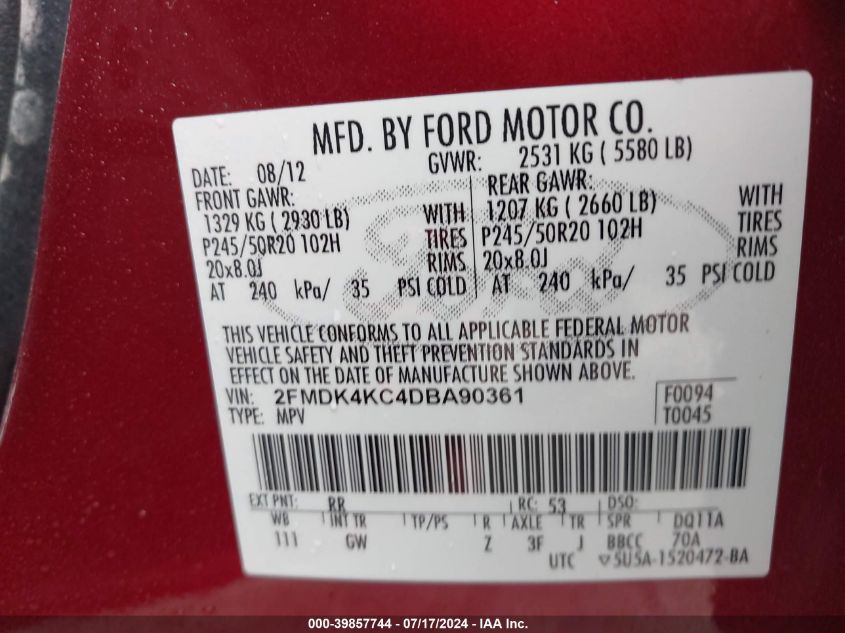 MFD. BY FORD MOTOR CO.
DATE: 08/12 GVWR: 2531 KG ( 5580 LB)
FRONT GAWR: REAR GAWR:
1329 KG ( 2930 LB) WITH 1207 KG ( 2660 LB) WITH
P245/50R20 102H TIRES P245/50R20 102H TIRES
20x8.0J RIMS 20x8.0J RIMS
AT 240 kPa/ 35 PSI COLD AT 240 kPa/ 35 PSI COLD
THIS VEHICLE CONFORMS TO ALL APPLICABLE FEDERAL MOTOR
VEHICLE SAFETY AND THEFT PREVENTION STANDARDS IN
EFFECT ON THE DATE OF MANUFACTURE SHOWN ABOVE.
VIN: 2FMDK4KC4DBA90361 F0094
TYPE: MPV T0045
EXT PNT: RR RC: 53 DSO:
WB INT TR TP/PS R AXLE TR SPR DQ11A
111 GW Z 3F J BBCC 70A
UTC ▽5U5A-1520472-BA
000-39857744 / 07/17/2024 - IAA Inc.